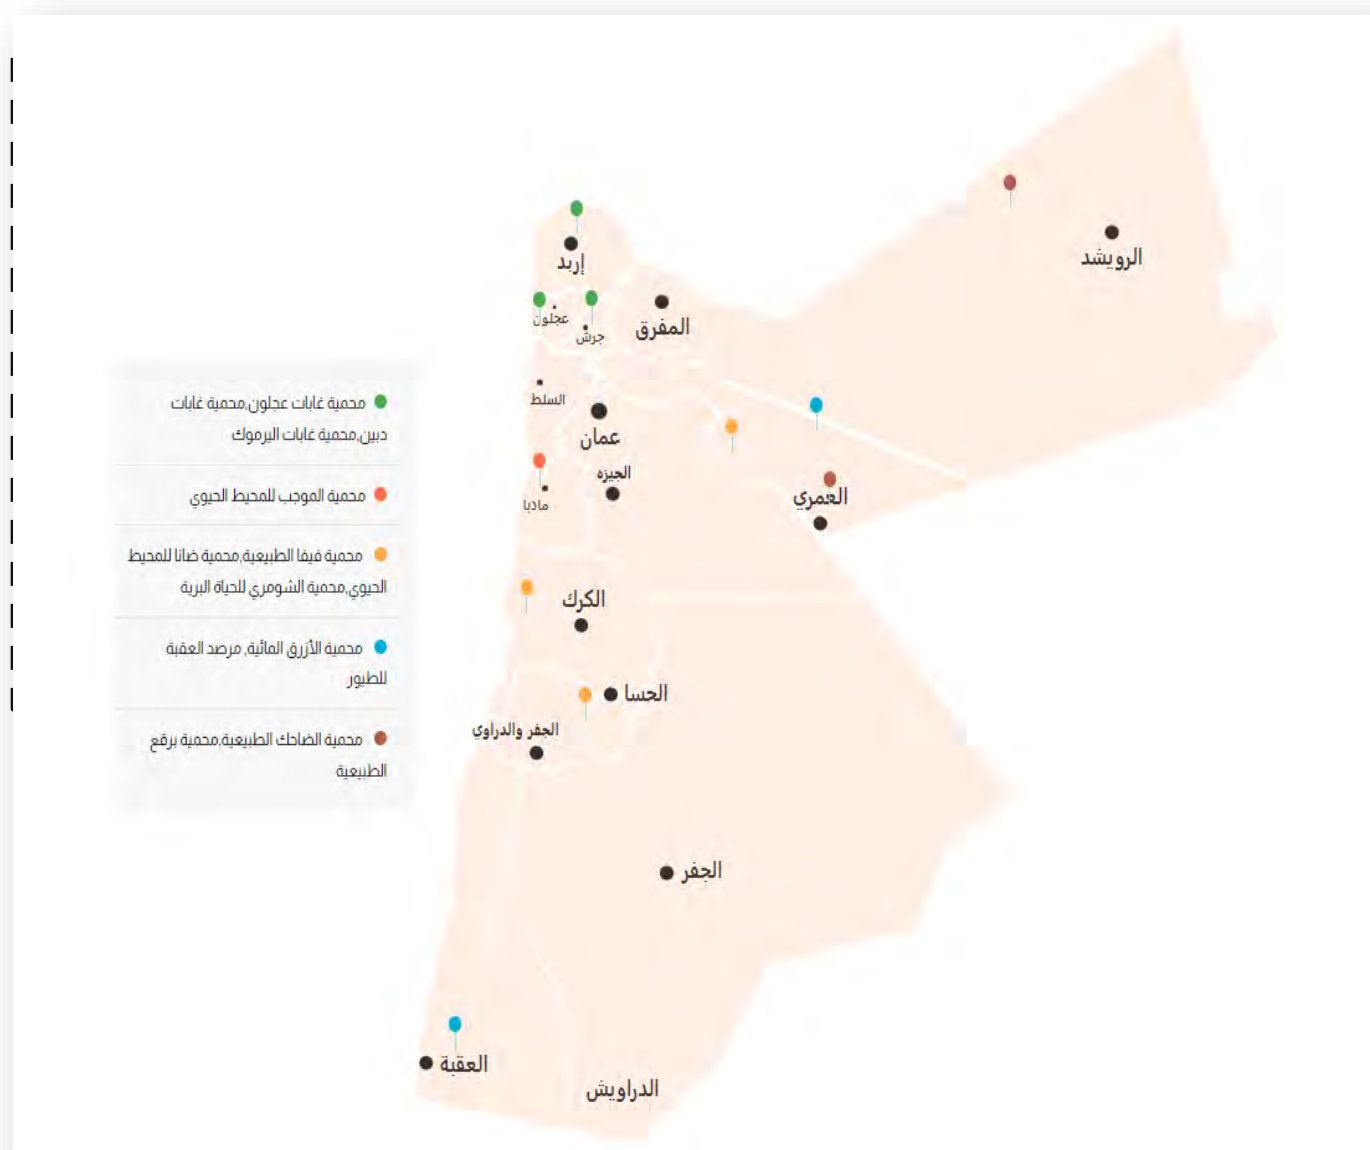 الرويشد
إربد
عجلون
جرش
المفرق
السلط
عمان
الجيزه
مادبا
العمري
الكرك
الحسا
الجفر والدراوي
الجفر
العقبة
الدراويش
محمية غابات عجلون,محمية غابات
دبين,محمية غابات اليرموك
محمية الموجب للمحيط الحيوي
محمية فيفا الطبيعية,محمية ضانا للمحيط
الحيوي,محمية الشومري للحياة البرية
محمية الأزرق المائية, مرصد العقبة
للطيور
محمية الضاحك الطبيعية,محمية برقع
الطبيعية